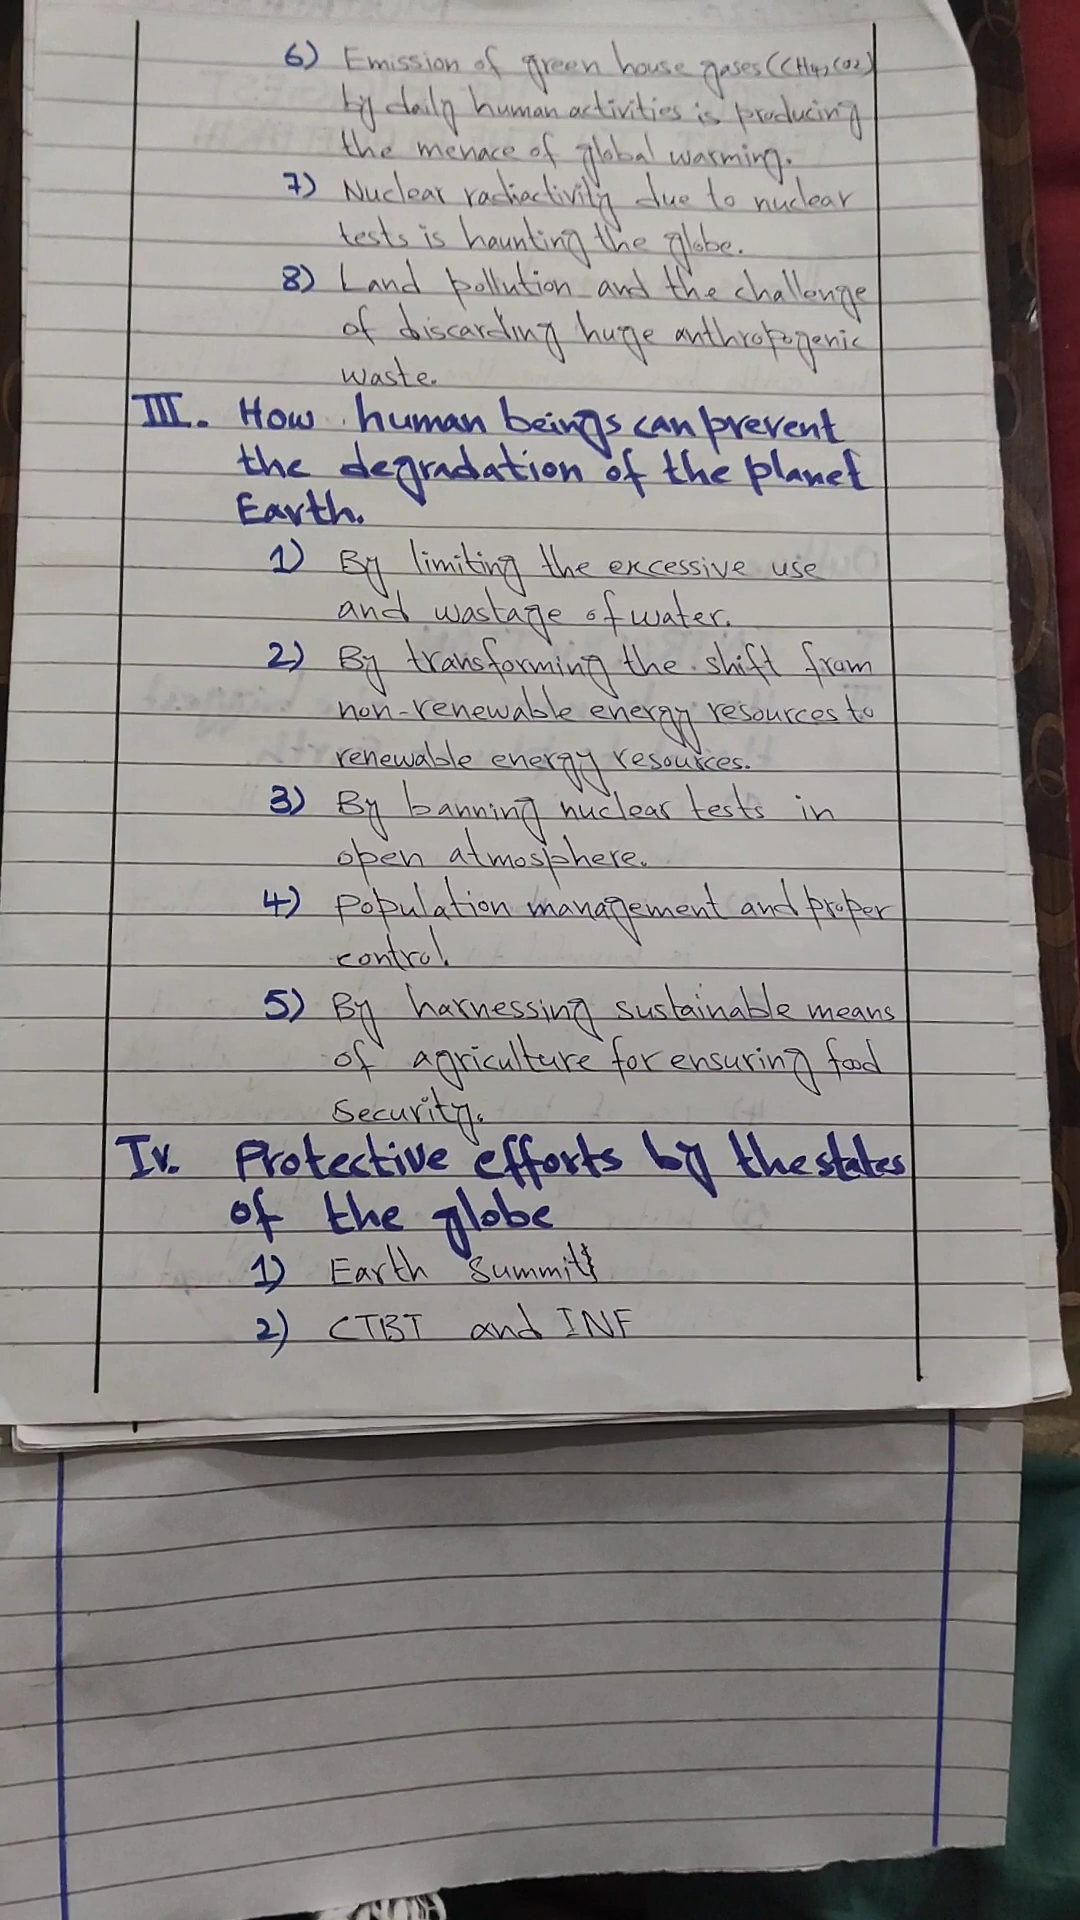 6) Emission of green house gases (CH4, CO2)
by daily human activities is producing
the menace of global warming.
7) Nuclear radiactivity due to nuclear
tests is haunting the globe.
8) Land pollution and the challenge
of discarding huge anthropogenic
waste.
III. How human beings can prevent
the degradation of the planet
Earth.
1) By limiting the excessive use
and wastage of water.
2) By transforming the shift from
non-renewable energy resources to
renewable energy resources.
3) By banning nuclear tests in
open atmosphere.
4) Population management and proper
control.
5) By harnessing sustainable means
of agriculture for ensuring food
security.
IV. Protective efforts by the states
of the globe
1) Earth Summit
2) CTBT and INF